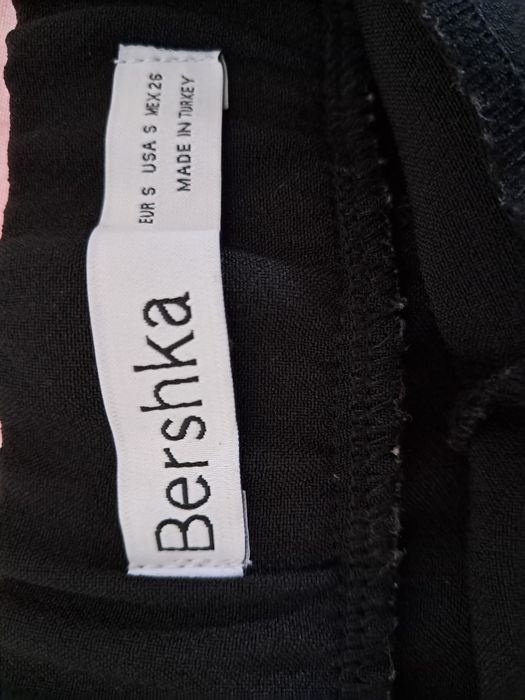 Bershka
EUR S USA S MEX 26
MADE IN TURKEY